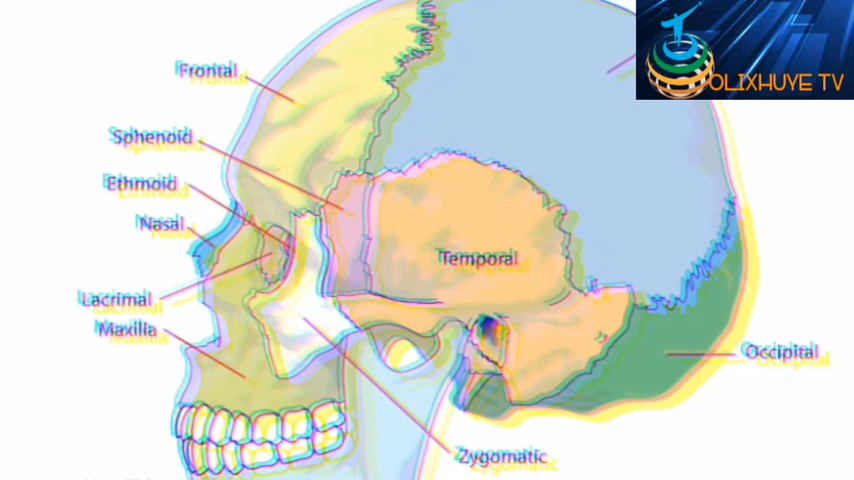 OLIXHUYE TV
Frontal
Sphenoid
Ethmoid
Nasal
Temporal
Lacrimal
Maxilla
Occipital
Zygomatic